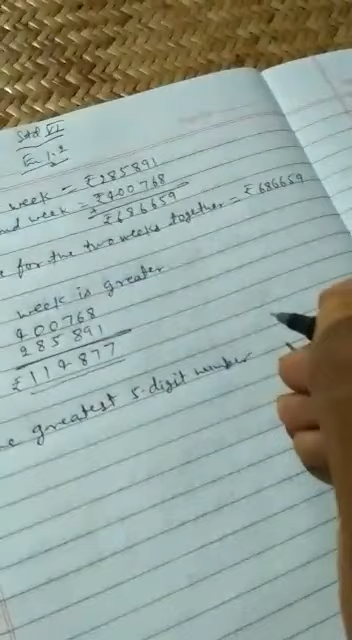 Std VI
Ex 1.2
week = ₹285891
nd week = ₹400768
= ₹686659
e for the two weeks together = ₹686659
week is greater
400768
285891
₹114877
greatest 5-digit number